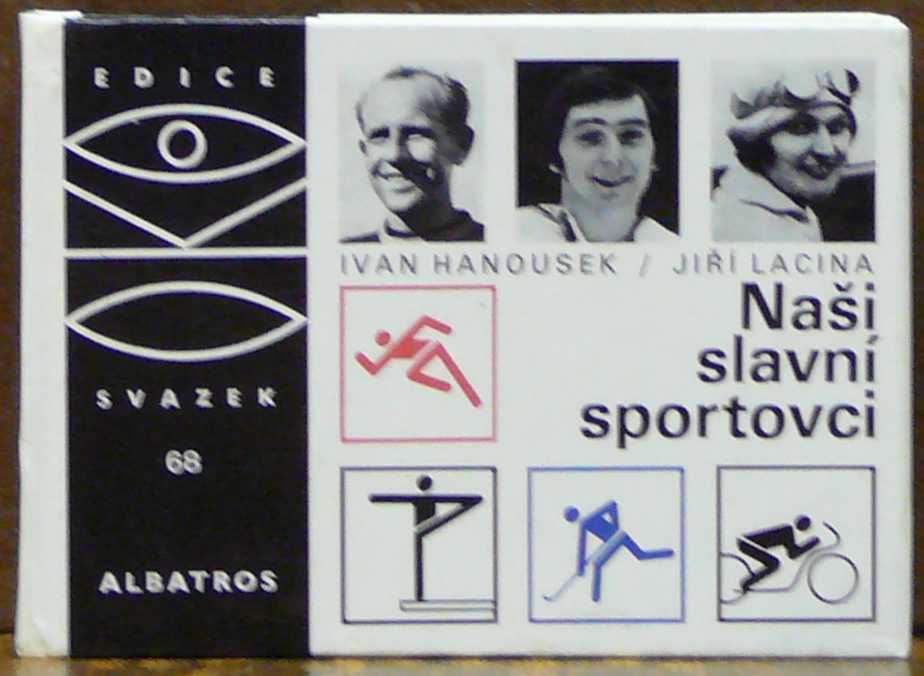 EDICE
SVAZEK
68
ALBATROS
IVAN HANOUSEK / JIŘÍ LACINA
Naši
slavní
sportovci